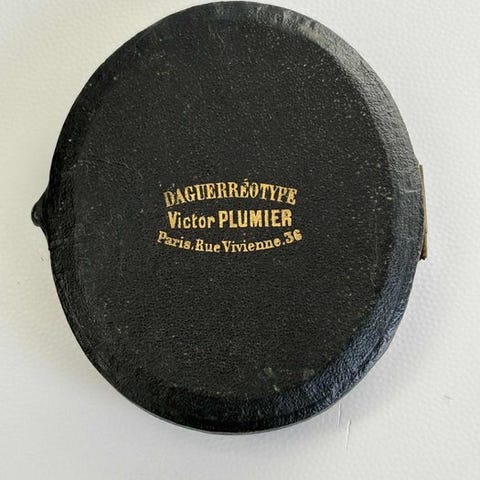 DAGUERRÉOTYPE
Victor PLUMIER
Paris. Rue Vivienne. 36